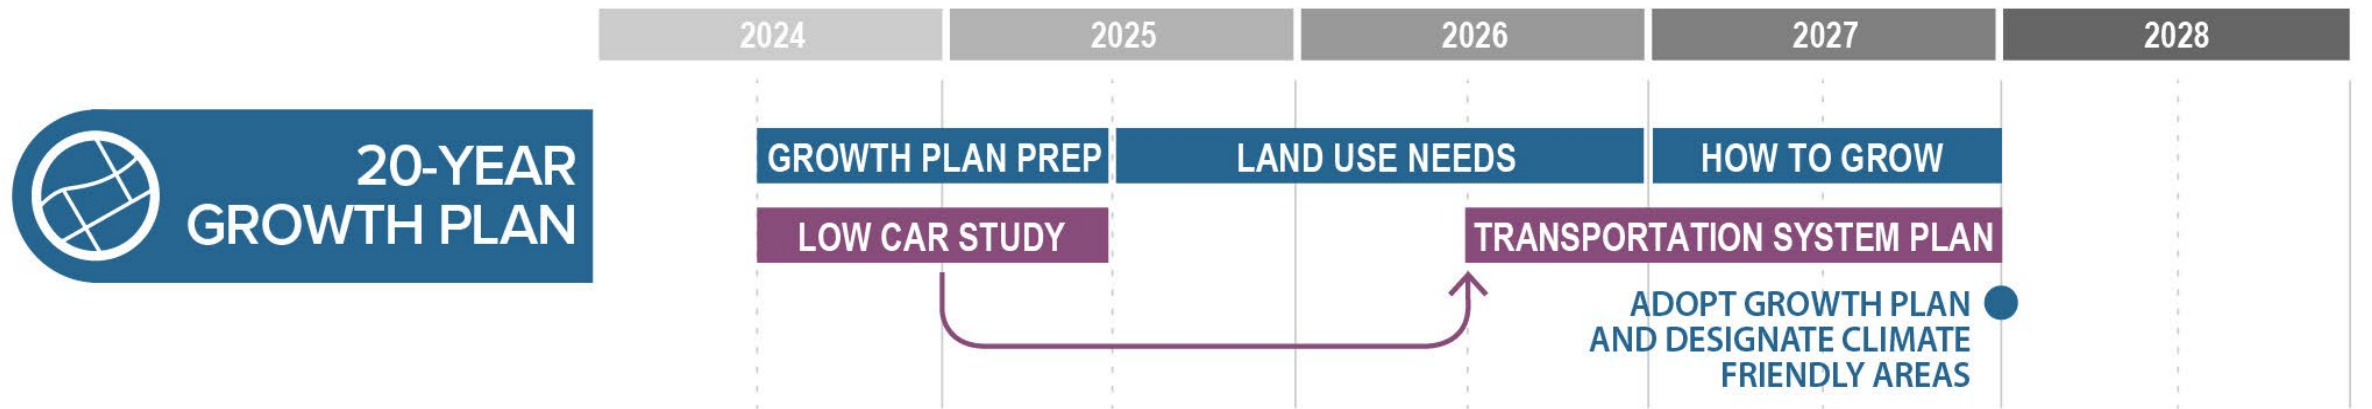 2024
2025
2026
2027
2028
20-YEAR
GROWTH PLAN
GROWTH PLAN PREP
LAND USE NEEDS
HOW TO GROW
LOW CAR STUDY
TRANSPORTATION SYSTEM PLAN
ADOPT GROWTH PLAN
AND DESIGNATE CLIMATE
FRIENDLY AREAS